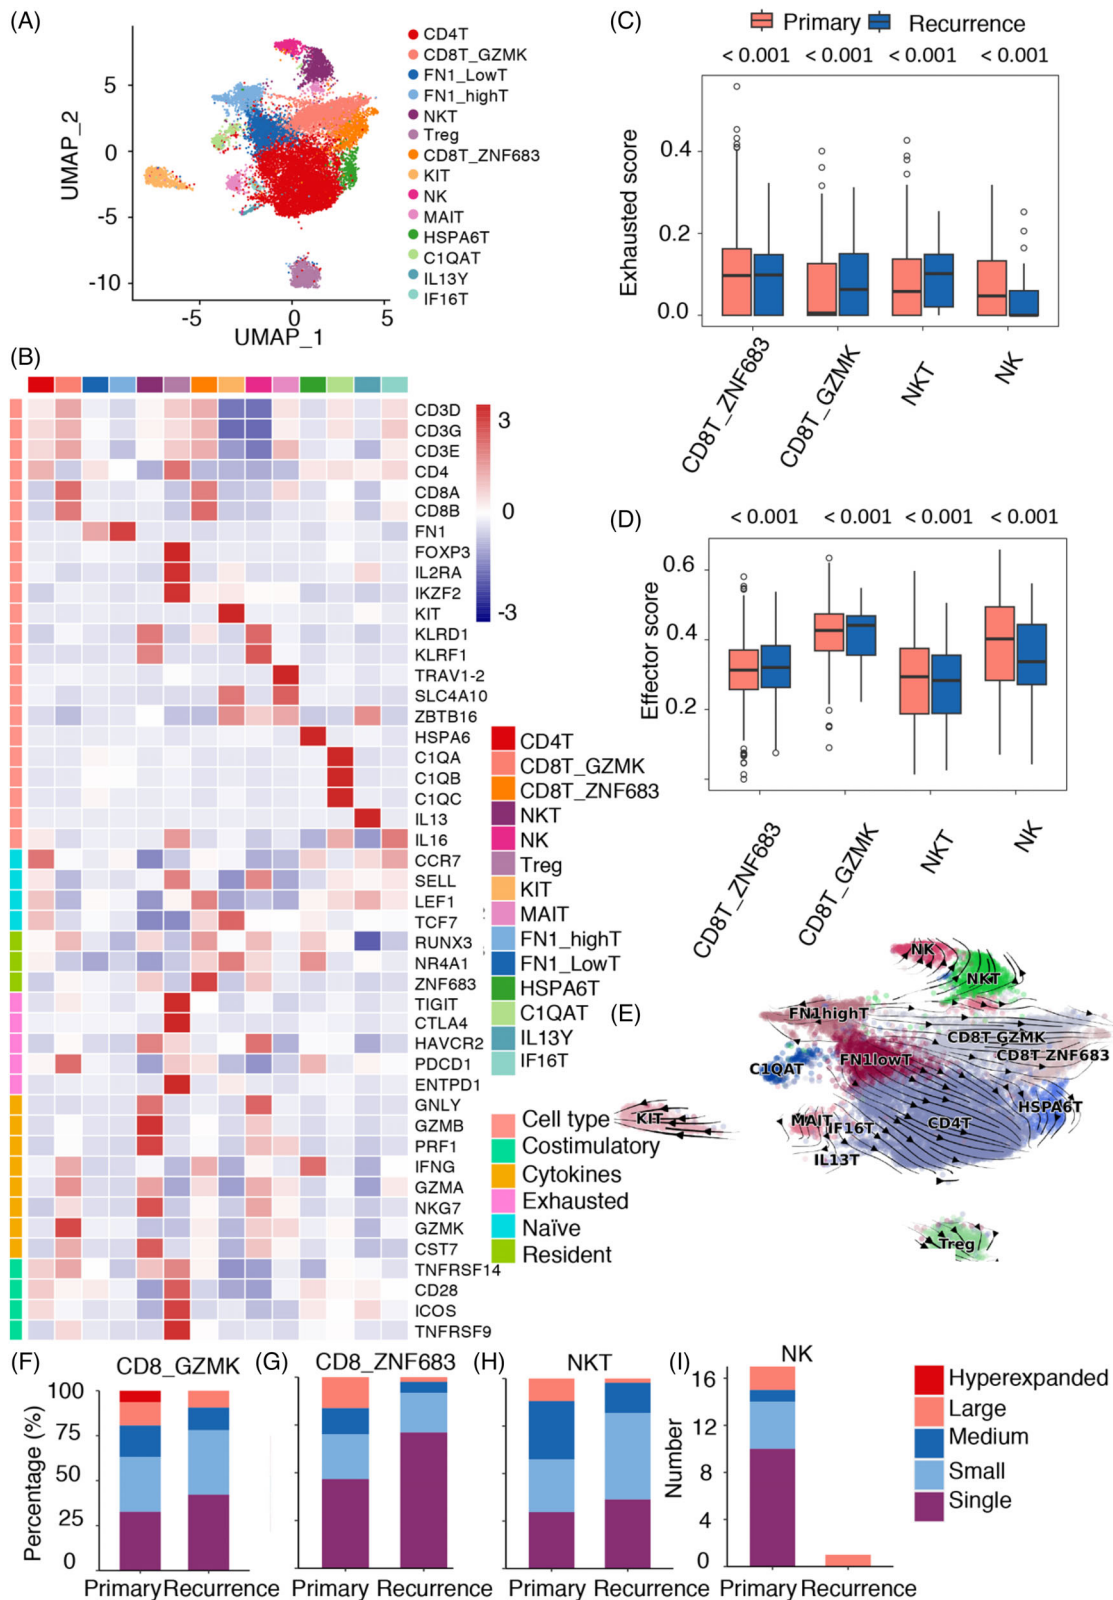 (A)
UMAP_2
5
0
-5
-10
-5
0
5
UMAP_1
CD4T
CD8T_GZMK
FN1_LowT
FN1_highT
NKT
Treg
CD8T_ZNF683
KIT
NK
MAIT
HSPA6T
C1QAT
IL13Y
IF16T
(B)
CD3D
CD3G
CD3E
CD4
CD8A
CD8B
FN1
FOXP3
IL2RA
IKZF2
KIT
KLRD1
KLRF1
TRAV1-2
SLC4A10
ZBTB16
HSPA6
C1QA
C1QB
C1QC
IL13
IL16
CCR7
SELL
LEF1
TCF7
RUNX3
NR4A1
ZNF683
TIGIT
CTLA4
HAVCR2
PDCD1
ENTPD1
GNLY
GZMB
PRF1
IFNG
GZMA
NKG7
GZMK
CST7
TNFRSF14
CD28
ICOS
TNFRSF9
3
0
-3
CD4T
CD8T_GZMK
CD8T_ZNF683
NKT
NK
Treg
KIT
MAIT
FN1_highT
FN1_LowT
HSPA6T
C1QAT
IL13Y
IF16T
Cell type
Costimulatory
Cytokines
Exhausted
Naïve
Resident
(C)
Primary Recurrence
< 0.001 < 0.001 < 0.001 < 0.001
Exhausted score
0.4
0.2
0.0
CD8T_ZNF683
CD8T_GZMK
NKT
NK
(D)
< 0.001 < 0.001 < 0.001 < 0.001
Effector score
0.6
0.4
0.2
CD8T_ZNF683
CD8T_GZMK
NKT
NK
(E)
NK
NKT
FN1highT
CD8T GZMK
CD8T ZNF683
FN1lowT
C1QAT
HSPA6T
KIT
MAIT
IF16T
CD4T
IL13T
Treg
(F)
CD8_GZMK
Percentage (%)
100
75
50
25
0
Primary Recurrence
(G)
CD8_ZNF683
Primary Recurrence
(H)
NKT
Primary Recurrence
(I)
NK
Number
16
12
8
4
0
Primary Recurrence
Hyperexpanded
Large
Medium
Small
Single